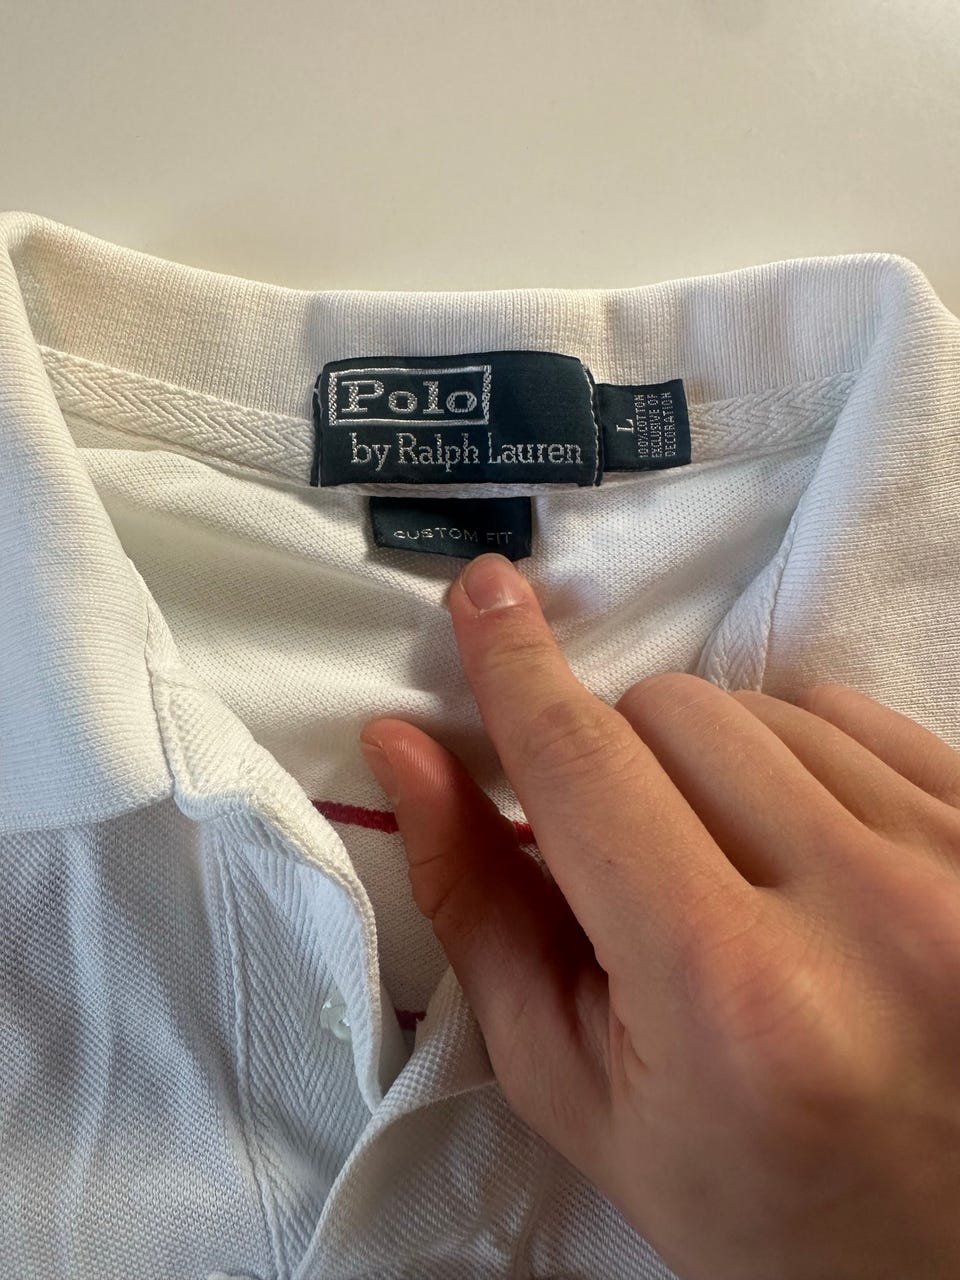 Polo
by Ralph Lauren
L
100% COTTON
EXCLUSIVE OF
DECORATION
CUSTOM FIT